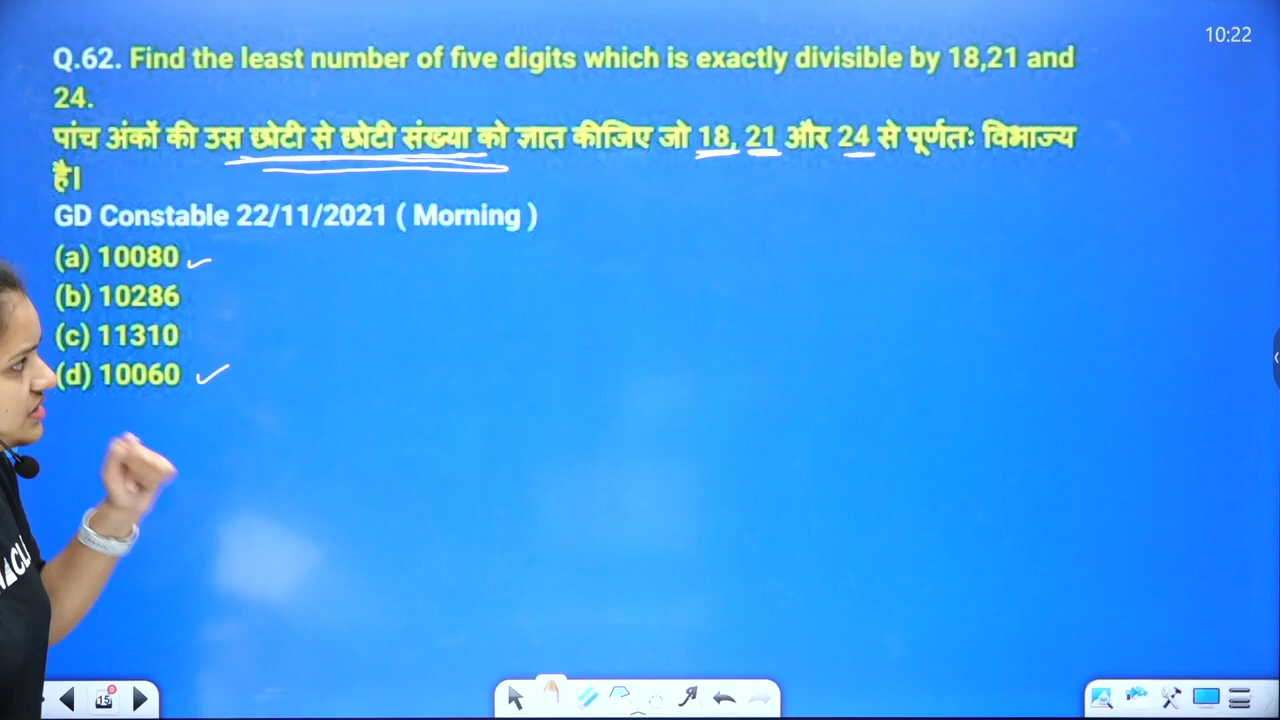 10:22
Q.62. Find the least number of five digits which is exactly divisible by 18,21 and
24.
पांच अंकों की उस छोटी से छोटी संख्या को ज्ञात कीजिए जो 18, 21 और 24 से पूर्णतः विभाज्य
है।
GD Constable 22/11/2021 ( Morning )
(a) 10080
(b) 10286
(c) 11310
(d) 10060
15